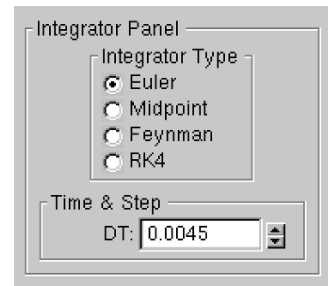 Integrator Panel
Integrator Type
Euler
Midpoint
Feynman
RK4
Time & Step
DT: 0.0045